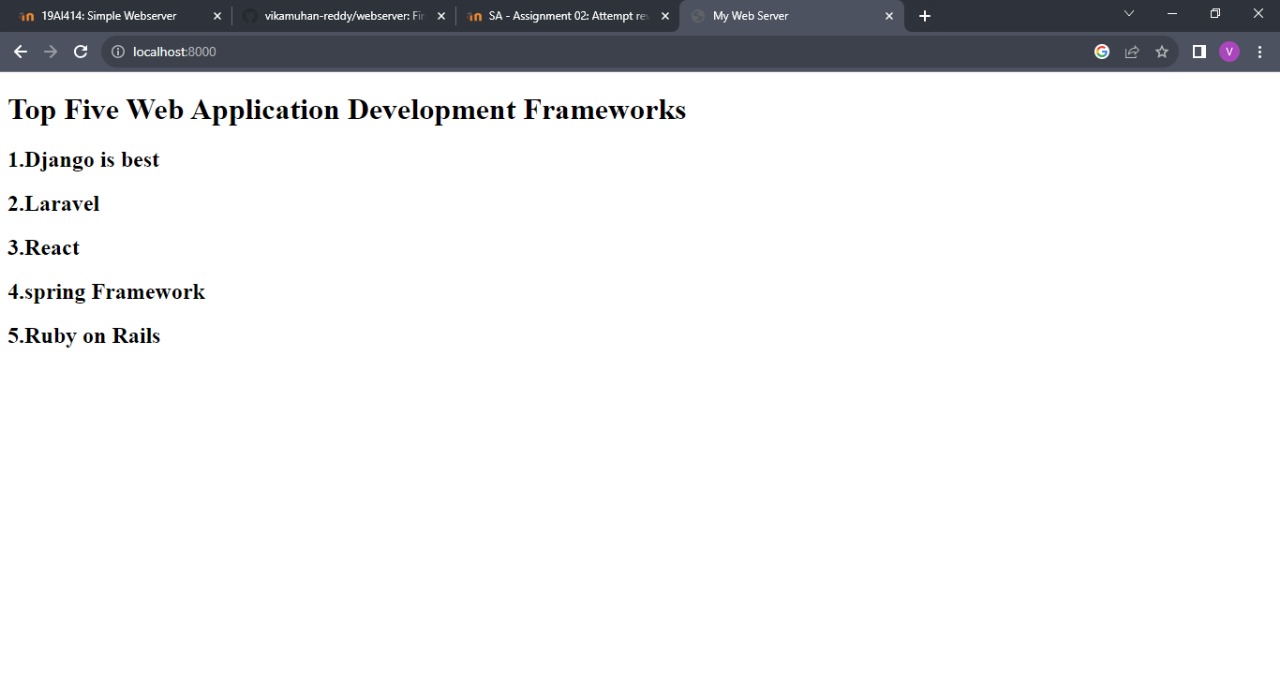 19AI414: Simple Webserver
vikamuhan-reddy/webserver: Fir
SA - Assignment 02: Attempt re
My Web Server
localhost:8000
V
Top Five Web Application Development Frameworks
1.Django is best
2.Laravel
3.React
4.spring Framework
5.Ruby on Rails